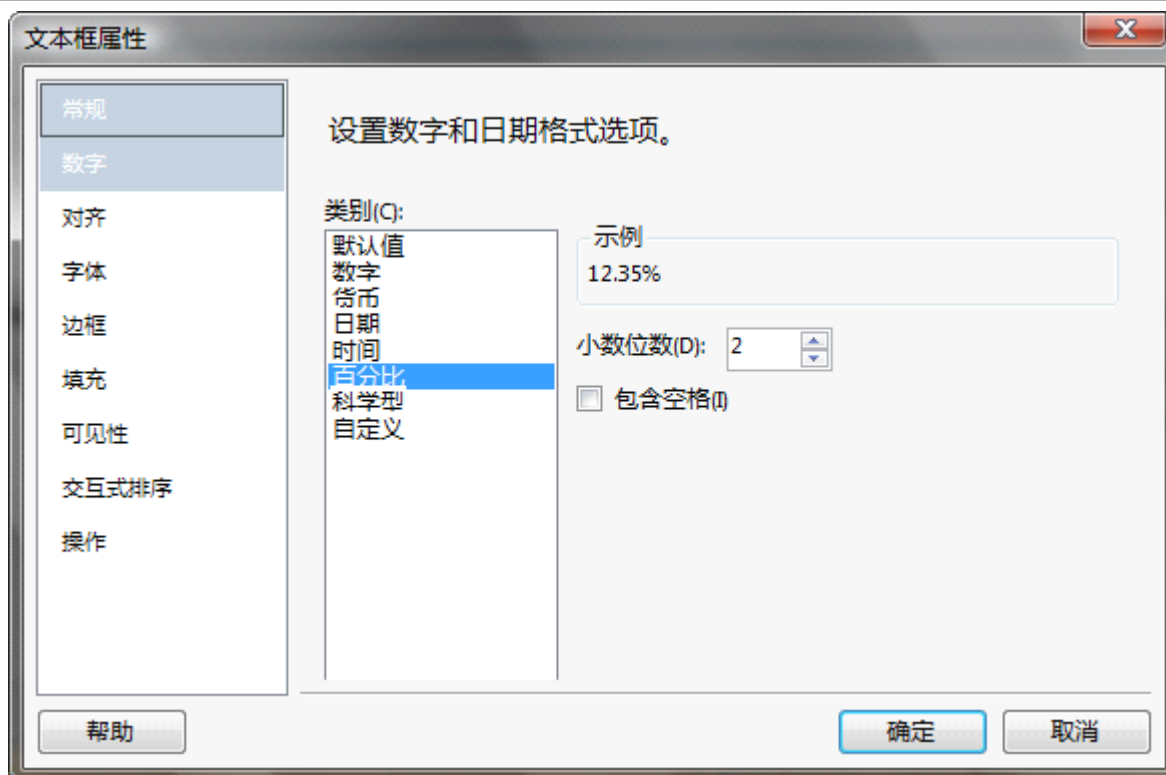 文本框属性
常规
数字
对齐
字体
边框
填充
可见性
交互式排序
操作
设置数字和日期格式选项。
类别(C):
默认值
数字
货币
日期
时间
百分比
科学型
自定义
示例
12.35%
小数位数(D): 2
包含空格(I)
帮助
确定
取消